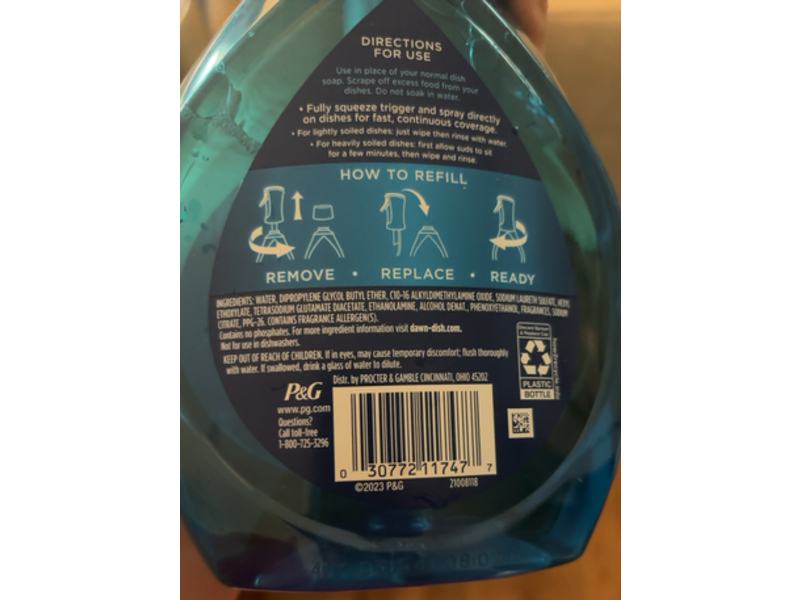 DIRECTIONS
FOR USE
Use in place of your normal dish
soap. Scrape off excess food from your
dishes. Do not soak in water.
• Fully squeeze trigger and spray directly
on dishes for fast, continuous coverage.
• For lightly soiled dishes: just wipe then rinse with water.
• For heavily soiled dishes: first allow suds to sit
for a few minutes, then wipe and rinse.
HOW TO REFILL
REMOVE • REPLACE • READY
INGREDIENTS: WATER, DIPROPYLENE GLYCOL BUTYL ETHER, C10-16 ALKYLDIMETHYLAMINE OXIDE, SODIUM LAURETH SULFATE, HEXYL
ETHOXYLATE, TETRASODIUM GLUTAMATE DIACETATE, ETHANOLAMINE, ALCOHOL DENAT., PHENOXYETHANOL, FRAGRANCES, SODIUM
CITRATE, PPG-26. CONTAINS FRAGRANCE ALLERGEN(S).
Contains no phosphates. For more ingredient information visit dawn-dish.com.
Not for use in dishwashers.
KEEP OUT OF REACH OF CHILDREN. If in eyes, may cause temporary discomfort; flush thoroughly
with water. If swallowed, drink a glass of water to dilute.
Distr. by PROCTER & GAMBLE CINCINNATI, OHIO 45202
P&G
www.pg.com
Questions?
Call toll-free
1-800-725-3296
0 30772 11747 7
©2023 P&G 21008118
PLASTIC
BOTTLE